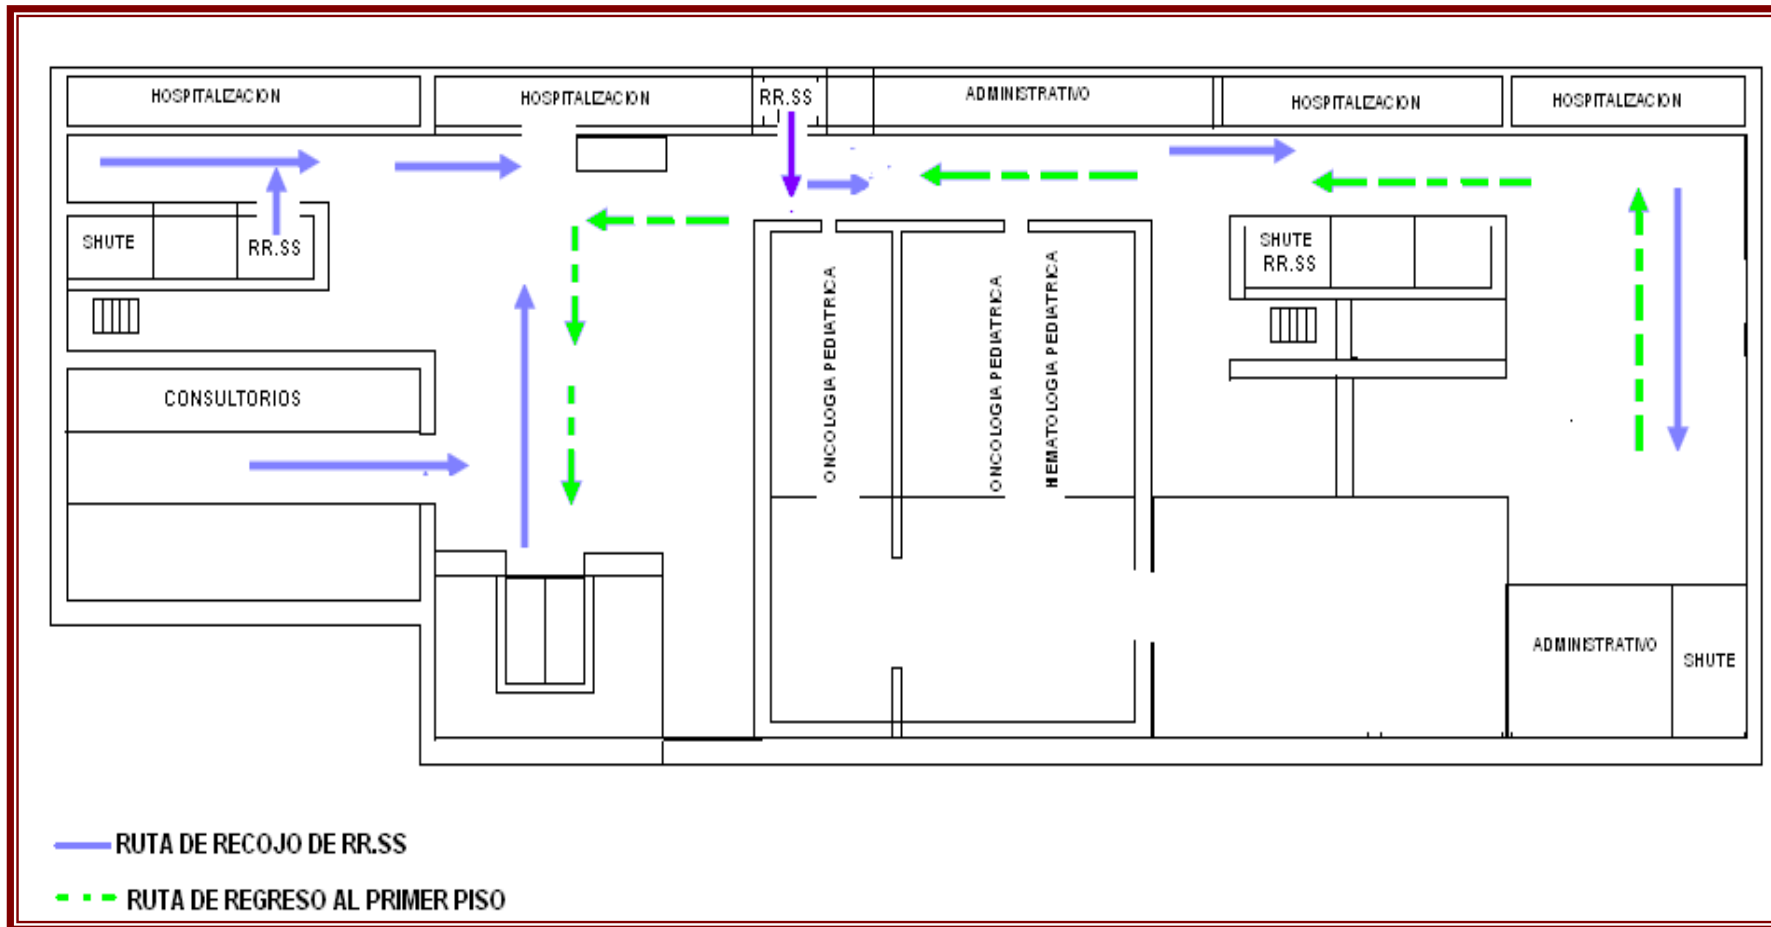 HOSPITALIZACION
HOSPITALIZACION
RR.SS
ADMINISTRATIVO
HOSPITALIZACION
HOSPITALIZACION
SHUTE
RR.SS
SHUTE
RR.SS
CONSULTORIOS
ONCOLOGIA PEDIATRICA
ONCOLOGIA PEDIATRICA
HEMATOLOGIA PEDIATRICA
ADMINISTRATIVO
SHUTE
RUTA DE RECOJO DE RR.SS
RUTA DE REGRESO AL PRIMER PISO